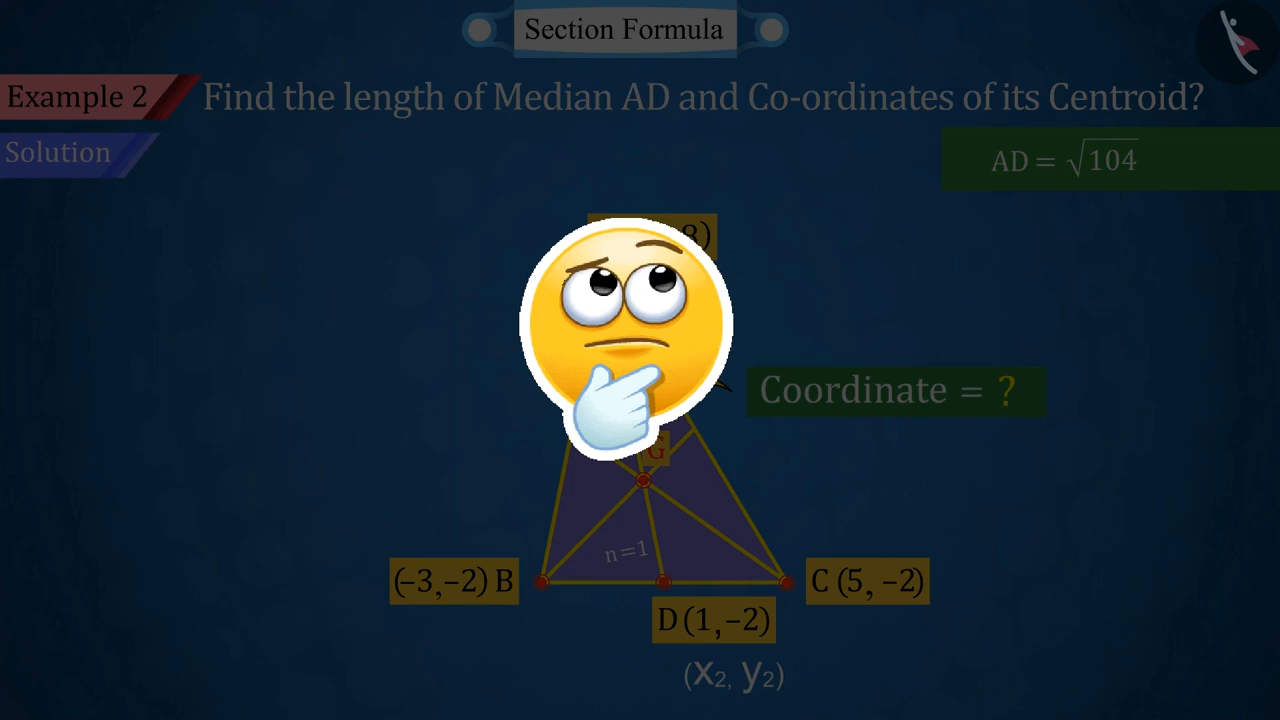 Section Formula
Example 2
Find the length of Median AD and Co-ordinates of its Centroid?
Solution
AD = √104
8)
Coordinate = ?
G
n=1
(−3,−2) B
C (5, −2)
D (1,−2)
(x₂, y₂)